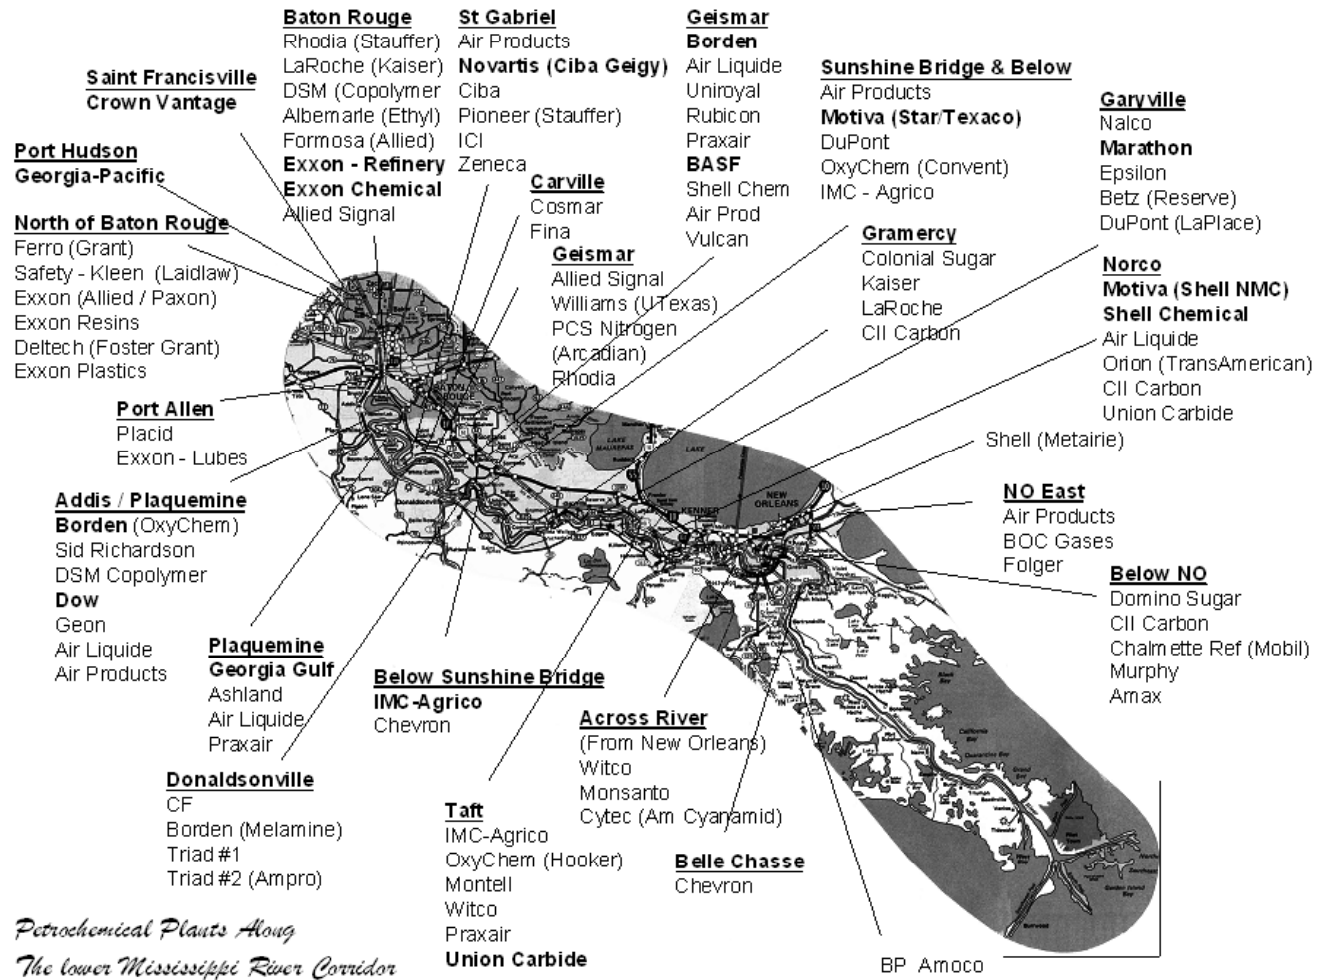 Baton Rouge
Rhodia (Stauffer)
LaRoche (Kaiser)
DSM (Copolymer
Albemarle (Ethyl)
Formosa (Allied)
Exxon - Refinery
Exxon Chemical
Allied Signal
St Gabriel
Air Products
Novartis (Ciba Geigy)
Ciba
Pioneer (Stauffer)
ICI
Zeneca
Geismar
Borden
Air Liquide
Uniroyal
Rubicon
Praxair
BASF
Shell Chem
Air Prod
Vulcan
Saint Francisville
Crown Vantage
Sunshine Bridge & Below
Air Products
Motiva (Star/Texaco)
DuPont
OxyChem (Convent)
IMC - Agrico
Garyville
Nalco
Marathon
Epsilon
Betz (Reserve)
DuPont (LaPlace)
Port Hudson
Georgia-Pacific
Carville
Cosmar
Fina
North of Baton Rouge
Ferro (Grant)
Safety - Kleen (Laidlaw)
Exxon (Allied / Paxon)
Exxon Resins
Deltech (Foster Grant)
Exxon Plastics
Geismar
Allied Signal
Williams (UTexas)
PCS Nitrogen
(Arcadian)
Rhodia
Gramercy
Colonial Sugar
Kaiser
LaRoche
CII Carbon
Norco
Motiva (Shell NMC)
Shell Chemical
Air Liquide
Orion (TransAmerican)
CII Carbon
Union Carbide
Port Allen
Placid
Exxon - Lubes
Shell (Metairie)
BATON ROUGE
LAKE MAUREPAS
NEW ORLEANS
KENNER
Donaldsonville
Addis / Plaquemine
Borden (OxyChem)
Sid Richardson
DSM Copolymer
Dow
Geon
Air Liquide
Air Products
NO East
Air Products
BOC Gases
Folger
Below NO
Domino Sugar
CII Carbon
Chalmette Ref (Mobil)
Murphy
Amax
Plaquemine
Georgia Gulf
Ashland
Air Liquide
Praxair
Below Sunshine Bridge
IMC-Agrico
Chevron
Across River
(From New Orleans)
Witco
Monsanto
Cytec (Am Cyanamid)
Donaldsonville
CF
Borden (Melamine)
Triad #1
Triad #2 (Ampro)
Taft
IMC-Agrico
OxyChem (Hooker)
Montell
Witco
Praxair
Union Carbide
Belle Chasse
Chevron
BP Amoco
Petrochemical Plants Along
The lower Mississippi River Corridor